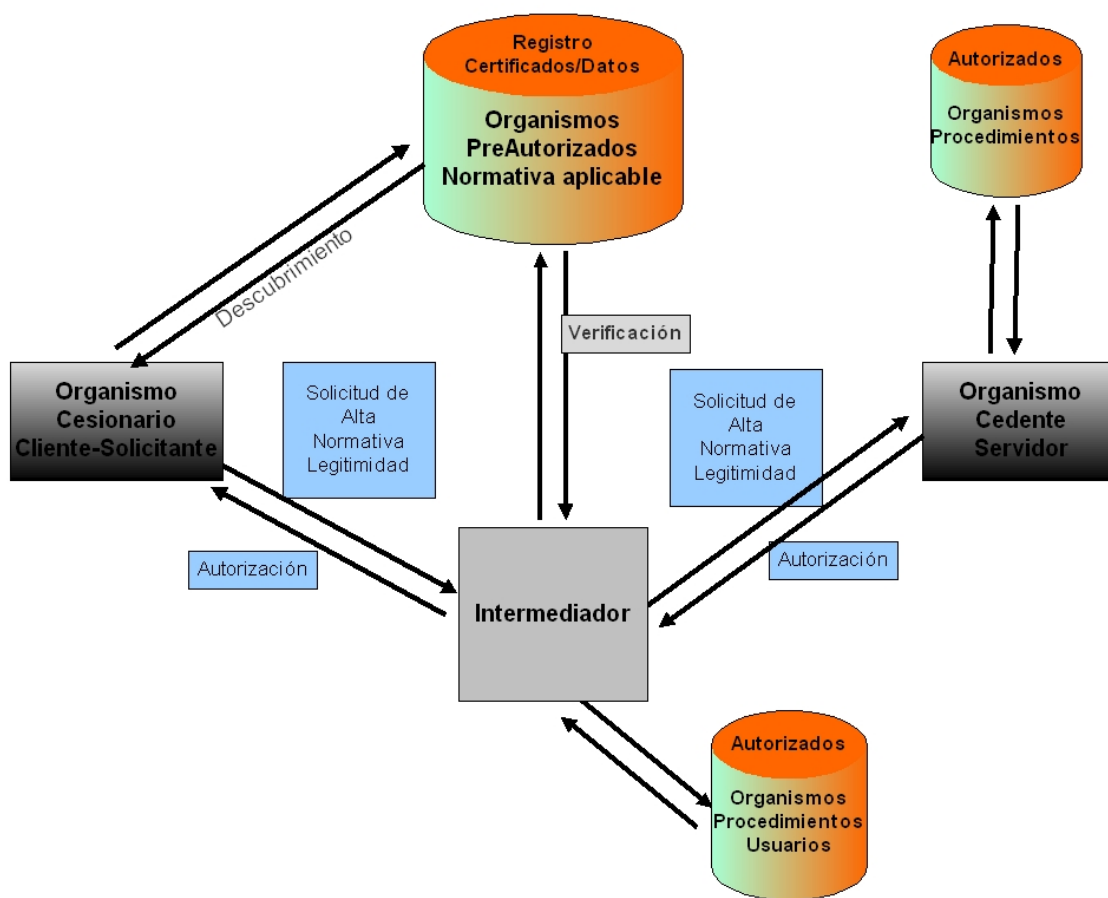 Registro
Certificados/Datos
Organismos
PreAutorizados
Normativa aplicable
Autorizados
Organismos
Procedimientos
Descubrimiento
Verificación
Organismo
Cesionario
Cliente-Solicitante
Solicitud de
Alta
Normativa
Legitimidad
Solicitud de
Alta
Normativa
Legitimidad
Organismo
Cedente
Servidor
Autorización
Autorización
Intermediador
Autorizados
Organismos
Procedimientos
Usuarios